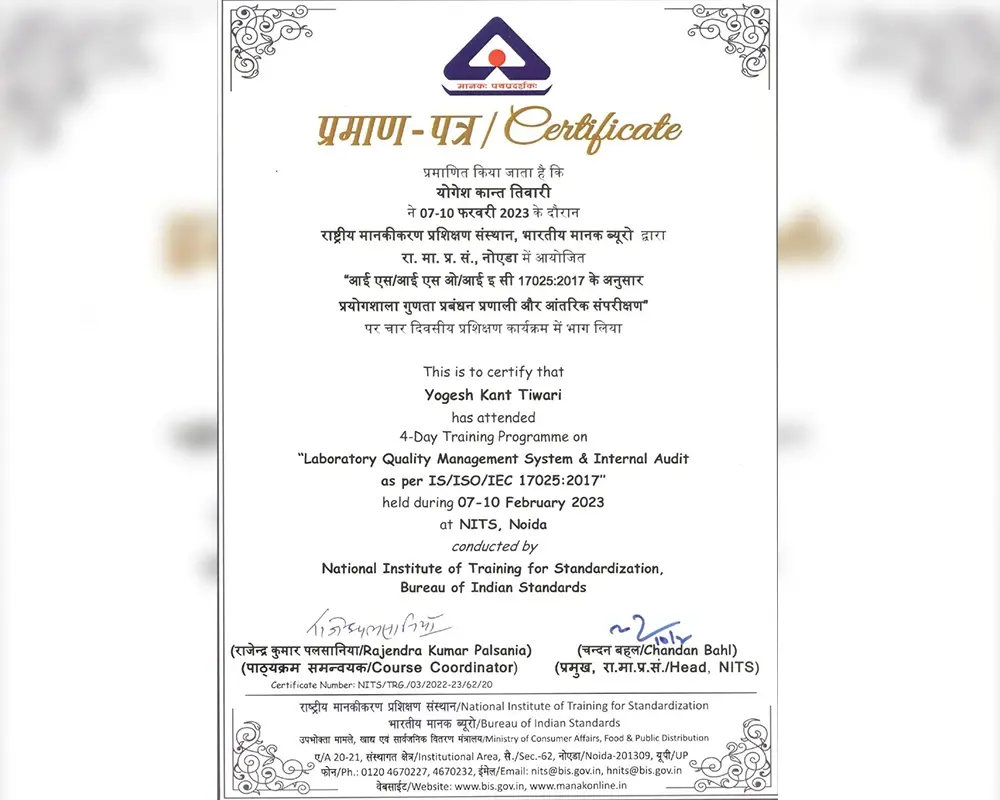 मानकः पथप्रदर्शकः
प्रमाण-पत्र/Certificate
प्रमाणित किया जाता है कि
योगेश कान्त तिवारी
ने 07-10 फरवरी 2023 के दौरान
राष्ट्रीय मानकीकरण प्रशिक्षण संस्थान, भारतीय मानक ब्यूरो द्वारा
रा. मा. प्र. सं., नोएडा में आयोजित
"आई एस/आई एस ओ/आई इ सी 17025:2017 के अनुसार
प्रयोगशाला गुणता प्रबंधन प्रणाली और आंतरिक संपरीक्षण"
पर चार दिवसीय प्रशिक्षण कार्यक्रम में भाग लिया
This is to certify that
Yogesh Kant Tiwari
has attended
4-Day Training Programme on
"Laboratory Quality Management System & Internal Audit
as per IS/ISO/IEC 17025:2017"
held during 07-10 February 2023
at NITS, Noida
conducted by
National Institute of Training for Standardization,
Bureau of Indian Standards
(राजेन्द्र कुमार पलसानिया/Rajendra Kumar Palsania) (चन्दन बहल/Chandan Bahl)
(पाठ्यक्रम समन्वयक/Course Coordinator) (प्रमुख, रा.मा.प्र.सं./Head, NITS)
Certificate Number: NITS/TRG./03/2022-23/62/20
राष्ट्रीय मानकीकरण प्रशिक्षण संस्थान/National Institute of Training for Standardization
भारतीय मानक ब्यूरो/Bureau of Indian Standards
उपभोक्ता मामले, खाद्य एवं सार्वजनिक वितरण मंत्रालय/Ministry of Consumer Affairs, Food & Public Distribution
ए/A 20-21, संस्थागत क्षेत्र/Institutional Area, सै./Sec.-62, नोएडा/Noida-201309, यूपी/UP
फोन/Ph.: 0120 4670227, 4670232, ईमेल/Email: nits@bis.gov.in, hnits@bis.gov.in
वेबसाईट/Website: www.bis.gov.in, www.manakonline.in